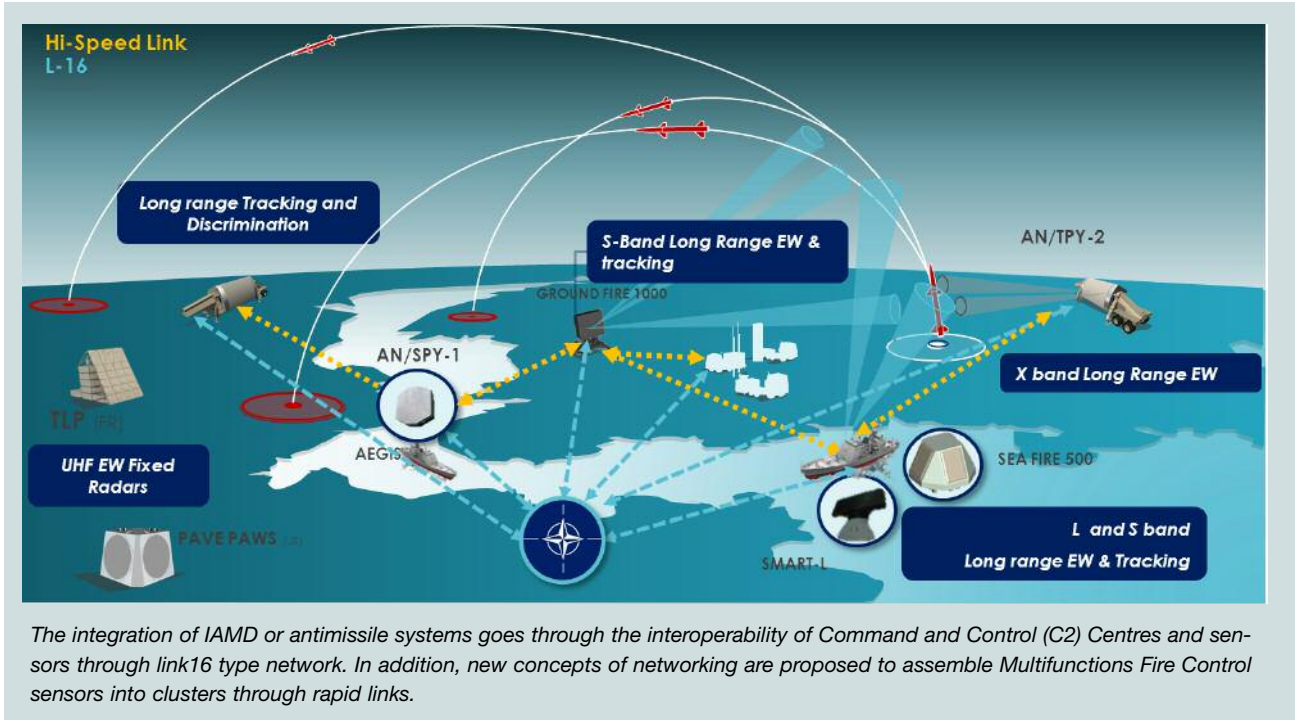 Hi-Speed Link
L-16
Long range Tracking and
Discrimination
S-Band Long Range EW &
tracking
AN/TPY-2
GROUND FIRE 1000
AN/SPY-1
X band Long Range EW
TLP (FR)
AEGIS
UHF EW Fixed
Radars
SEA FIRE 500
PAVE PAWS
L and S band
Long range EW & Tracking
SMART-L
The integration of IAMD or antimissile systems goes through the interoperability of Command and Control (C2) Centres and sen-
sors through link16 type network. In addition, new concepts of networking are proposed to assemble Multifunctions Fire Control
sensors into clusters through rapid links.